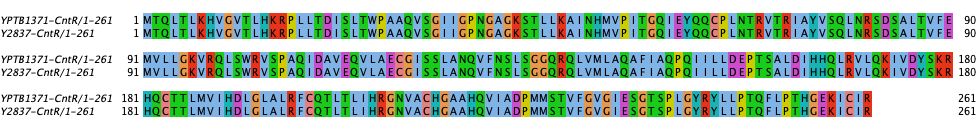 YPTB1371-CntR/1-261 1 MTQLTLKHVGVTLHKRPLLTDISLTWPAAQVSGIIGPNGAGKSTLLKAINHMVPITGQIEYQQCPLNTRVTRIAYVSQLNRSDSALTVFE 90
Y2837-CntR/1-261 1 MTQLTLKHVGVTLHKRPLLTDISLTWPAAQVSGIIGPNGAGKSTLLKAINHMVPITGQIEYQQCPLNTRVTRIAYVSQLNRSDSALTVFE 90
YPTB1371-CntR/1-261 91 MVLLGKVRQLSWRVSPAQIDAVEQVLAECGISSLANQVFNSLSGGQRQLVMLAQAFIAQPQIILLDEPTSALDIHHQLRVLQKIVDYSKR 180
Y2837-CntR/1-261 91 MVLLGKVRQLSWRVSPAQIDAVEQVLAECGISSLANQVFNSLSGGQRQLVMLAQAFIAQPQIILLDEPTSALDIHHQLRVLQKIVDYSKR 180
YPTB1371-CntR/1-261 181 HQCTTLMVIHDLGLALRFCQTLTLIHRGNVACHGAAHQVIADPMMSTVFGVGIESGTSPLGYRYLLPTQFLPTHGEKICIR 261
Y2837-CntR/1-261 181 HQCTTLMVIHDLGLALRFCQTLTLIHRGNVACHGAAHQVIADPMMSTVFGVGIESGTSPLGYRYLLPTQFLPTHGEKICIR 261